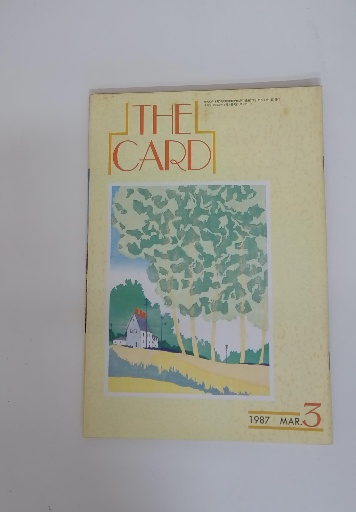 THE
CARD
1987 MAR. 3